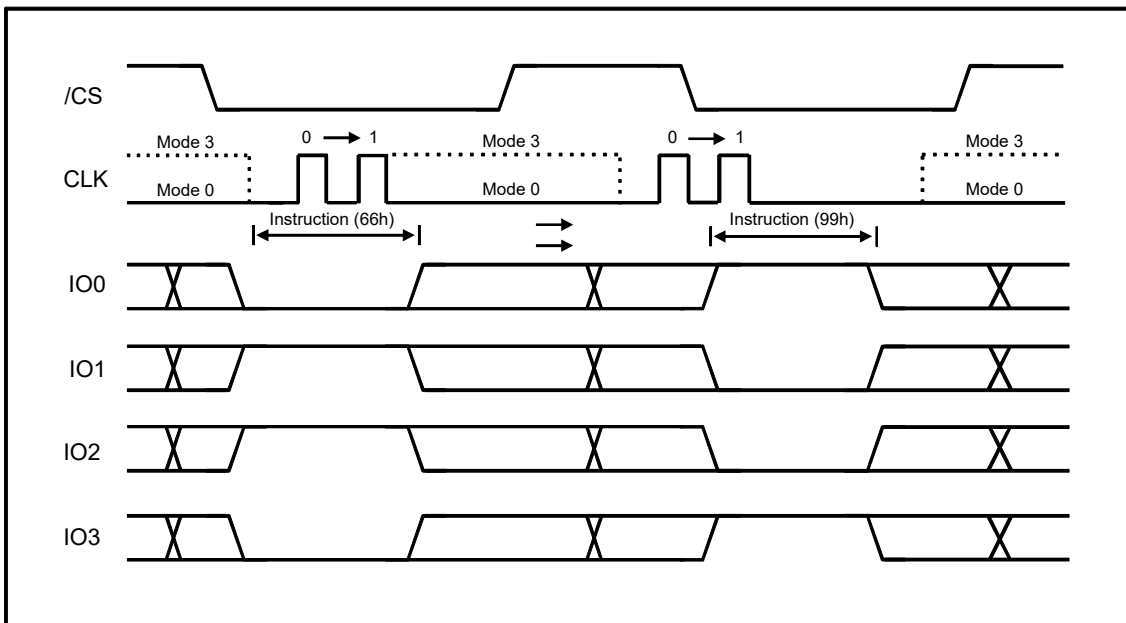 /CS
Mode 3 0 1 Mode 3 0 1 Mode 3
CLK
Mode 0 Mode 0 Mode 0
Instruction (66h) Instruction (99h)
IO0
IO1
IO2
IO3